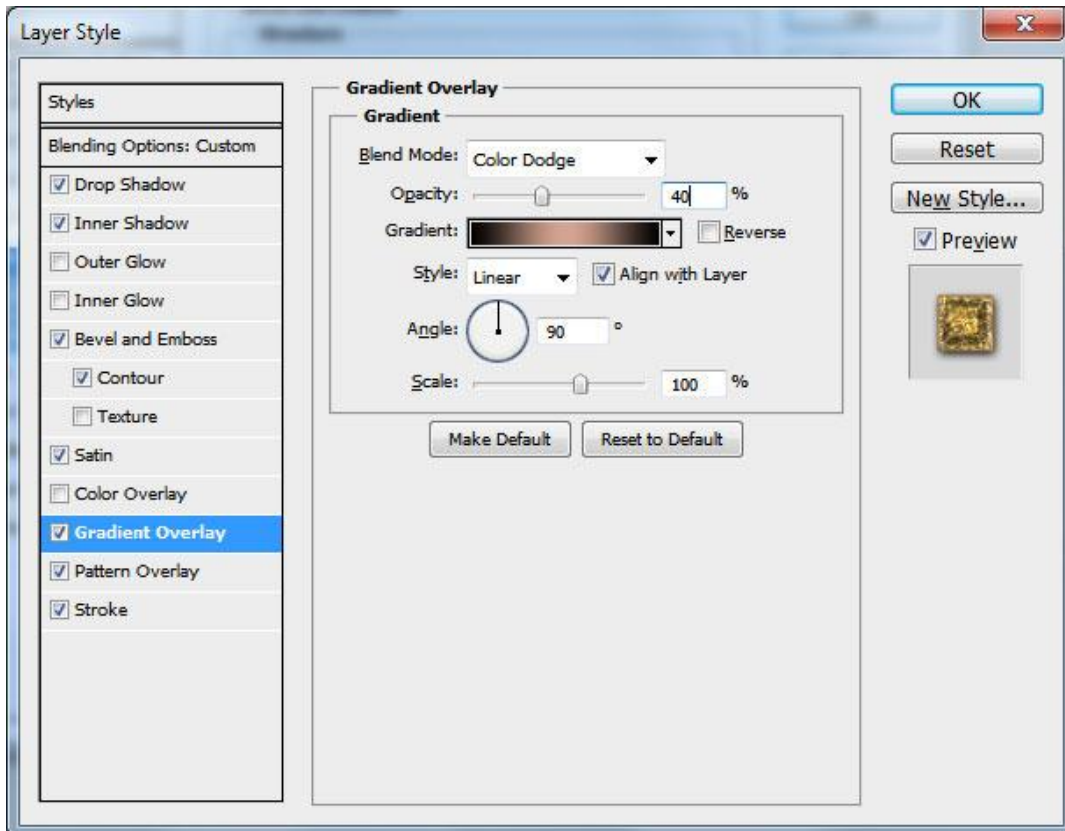 Layer Style
Styles
Blending Options: Custom
Drop Shadow
Inner Shadow
Outer Glow
Inner Glow
Bevel and Emboss
Contour
Texture
Satin
Color Overlay
Gradient Overlay
Pattern Overlay
Stroke
Gradient Overlay
Gradient
Blend Mode: Color Dodge
Opacity: 40 %
Gradient: Reverse
Style: Linear Align with Layer
Angle: 90 °
Scale: 100 %
Make Default Reset to Default
OK
Reset
New Style...
Preview